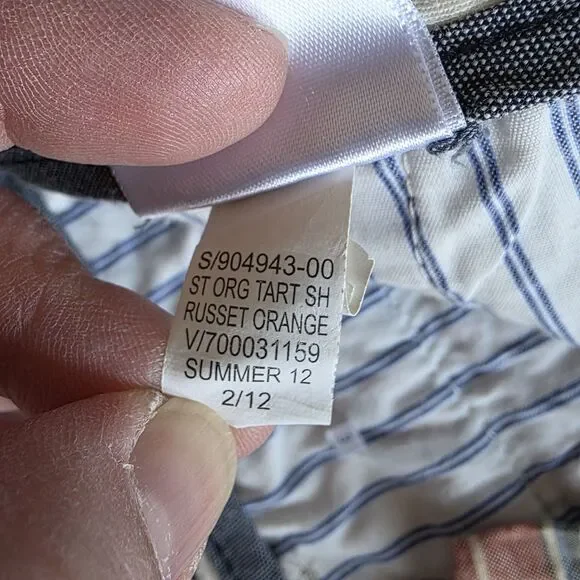 S/904943-00
ST ORG TART SH
RUSSET ORANGE
V/700031159
SUMMER 12
2/12